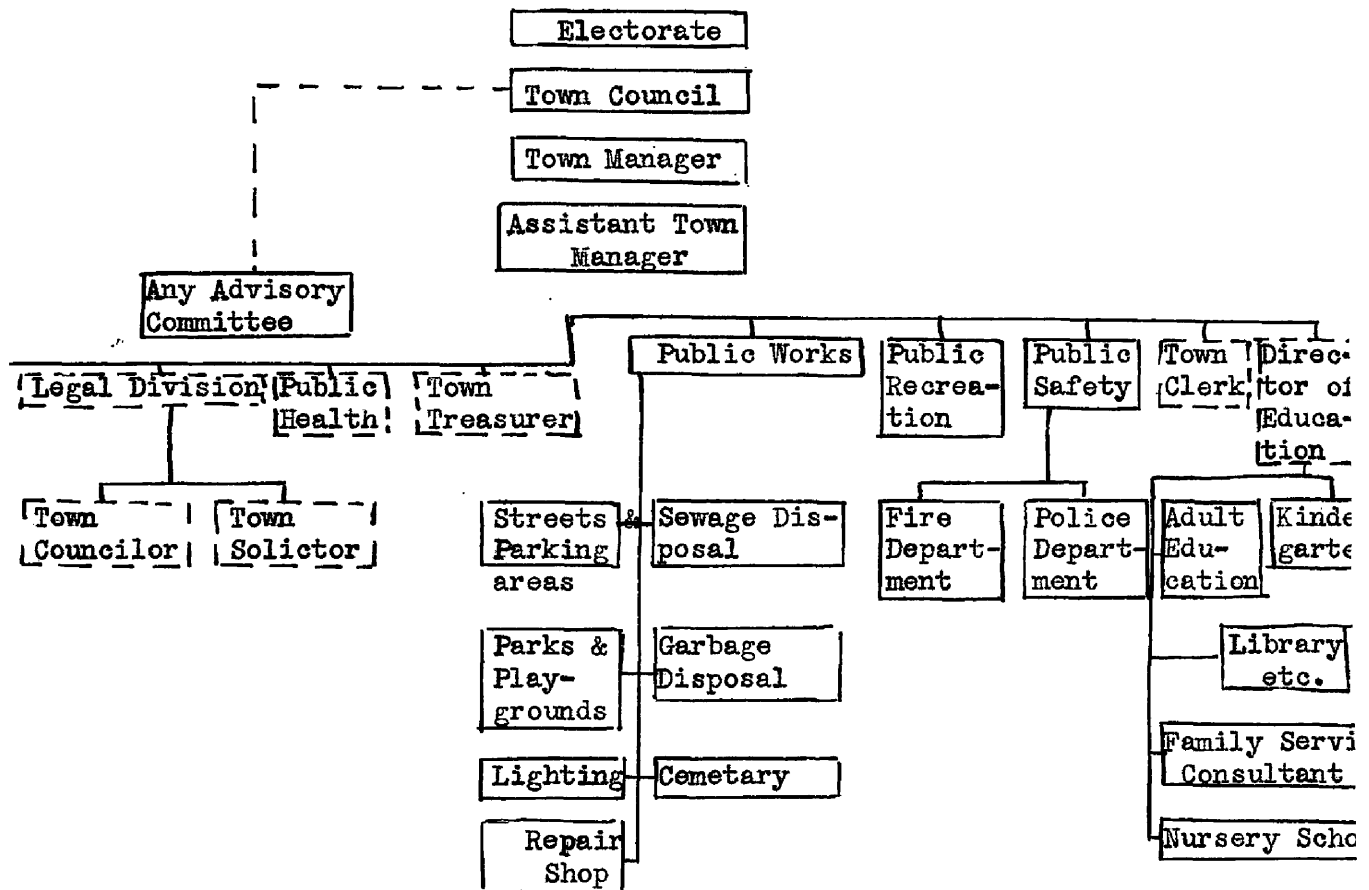 Electorate
Town Council
Town Manager
Assistant Town
Manager
Any Advisory
Committee
Legal Division
Public
Health
Town
Treasurer
Public Works
Public
Recrea-
tion
Public
Safety
Town
Clerk
Direc-
tor of
Educa-
tion
Town
Councilor
Town
Solictor
Streets &
Parking
areas
Sewage Dis-
posal
Fire
Depart-
ment
Police
Depart-
ment
Adult
Edu-
cation
Kinde
garte
Parks &
Play-
grounds
Garbage
Disposal
Library
etc.
Lighting
Cemetary
Family Servi
Consultant
Repair
Shop
Nursery Scho